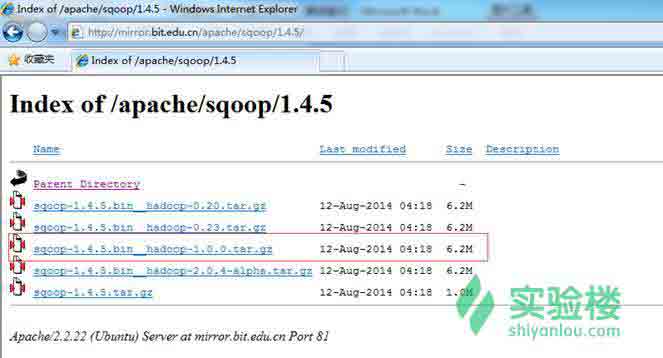 Index of /apache/sqoop/1.4.5 - Windows Internet Explorer
http://mirror.bit.edu.cn/apache/sqoop/1.4.5/
收藏夹 Index of /apache/sqoop/1.4.5
Index of /apache/sqoop/1.4.5
Name Last modified Size Description
Parent Directory -
sqoop-1.4.5.bin__hadoop-0.20.tar.gz 12-Aug-2014 04:18 6.2M
sqoop-1.4.5.bin__hadoop-0.23.tar.gz 12-Aug-2014 04:18 6.2M
sqoop-1.4.5.bin__hadoop-1.0.0.tar.gz 12-Aug-2014 04:18 6.2M
sqoop-1.4.5.bin__hadoop-2.0.4-alpha.tar.gz 12-Aug-2014 04:18 6.2M
sqoop-1.4.5.tar.gz 12-Aug-2014 04:18 1.0M
实验楼
shiyanlou.com
Apache/2.2.22 (Ubuntu) Server at mirror.bit.edu.cn Port 81